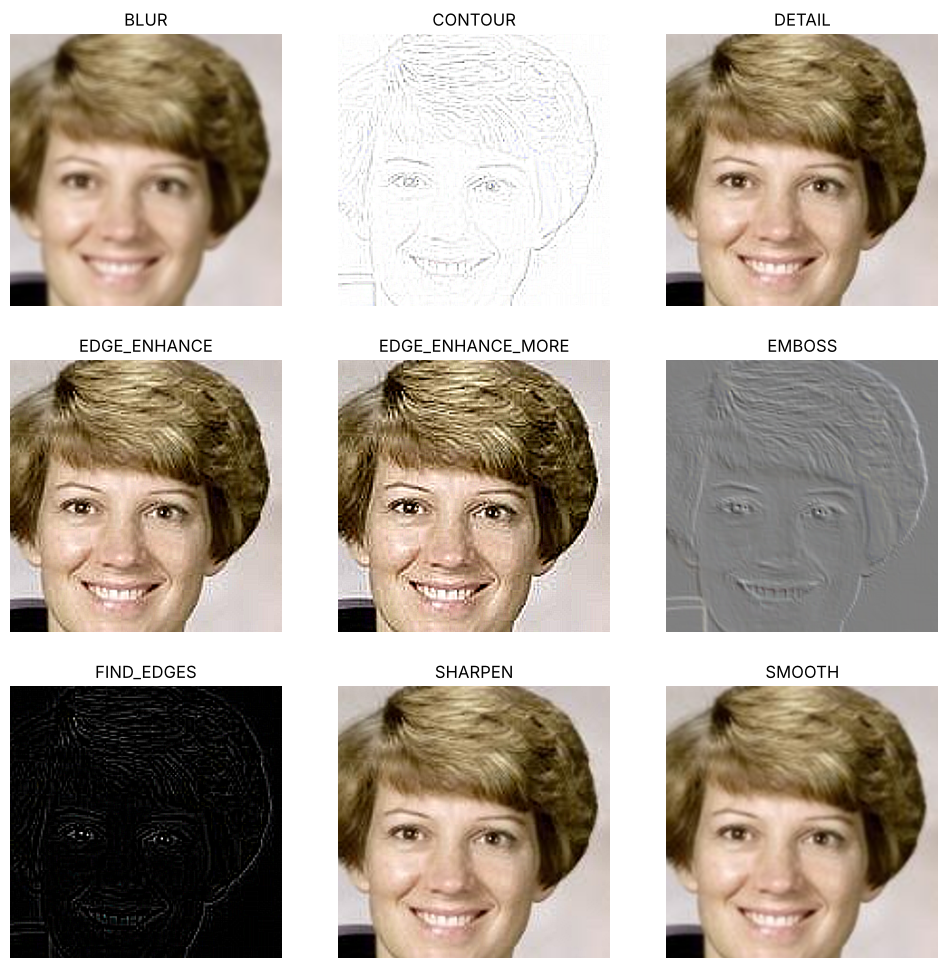 BLUR
CONTOUR
DETAIL
EDGE_ENHANCE
EDGE_ENHANCE_MORE
EMBOSS
FIND_EDGES
SHARPEN
SMOOTH